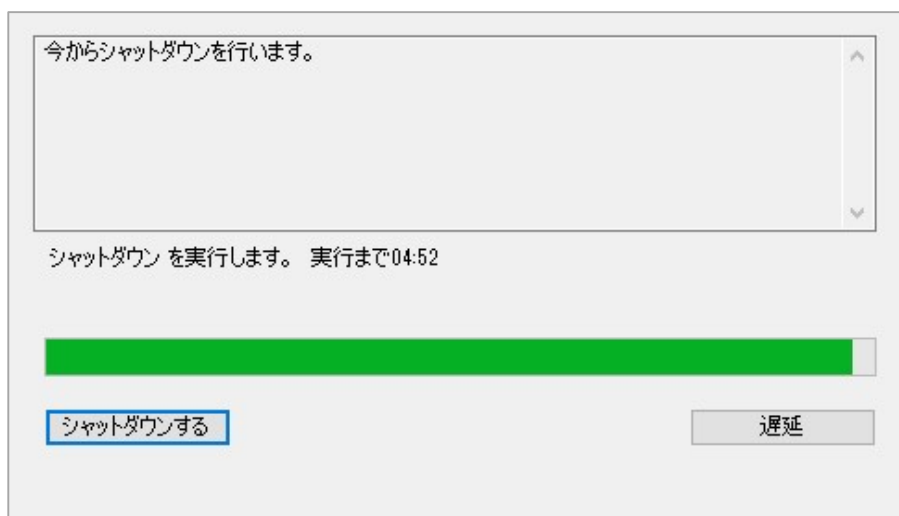 今からシャットダウンを行います。
シャットダウン を実行します。 実行まで04:52
シャットダウンする
遅延